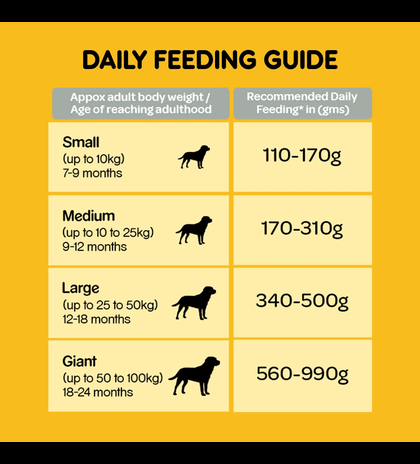 DAILY FEEDING GUIDE
Appox adult body weight /
Age of reaching adulthood
Recommended Daily
Feeding* in (gms)
Small
(up to 10kg)
7-9 months
110-170g
Medium
(up to 10 to 25kg)
9-12 months
170-310g
Large
(up to 25 to 50kg)
12-18 months
340-500g
Giant
(up to 50 to 100kg)
18-24 months
560-990g